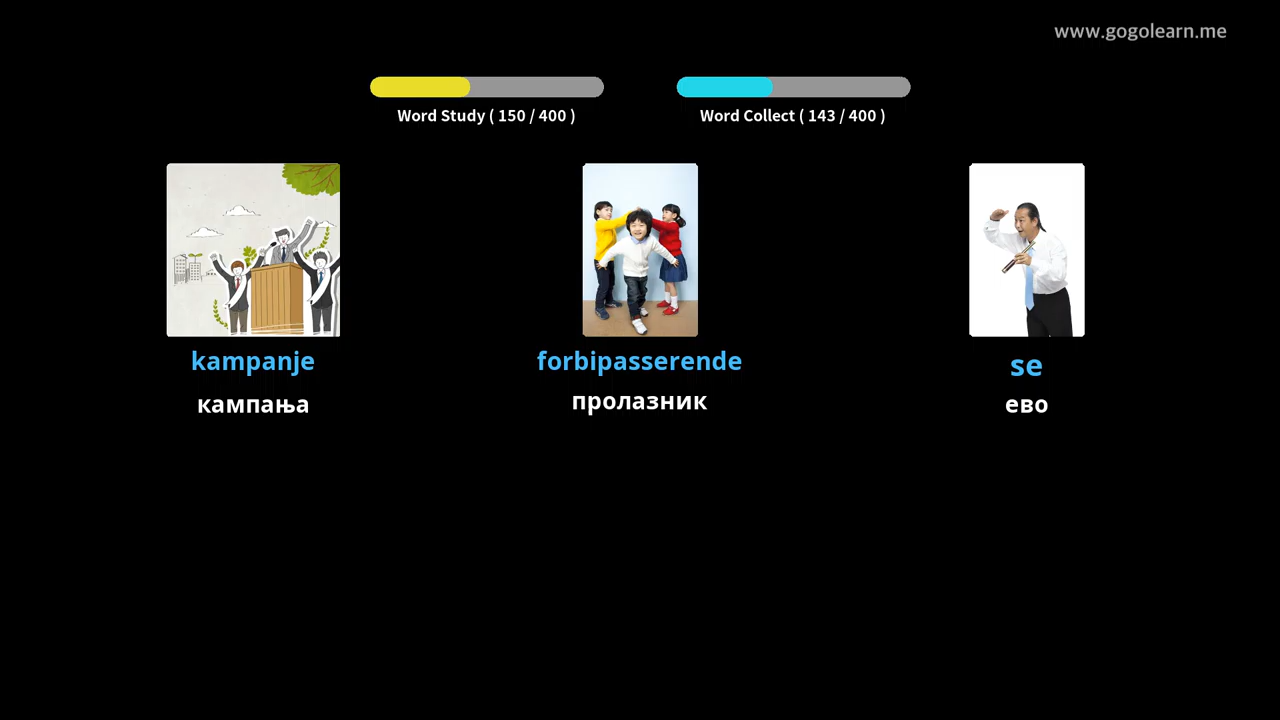 www.gogolearn.me
Word Study ( 150 / 400 )
Word Collect ( 143 / 400 )
kampanje
forbipasserende
se
кампања
пролазник
ево